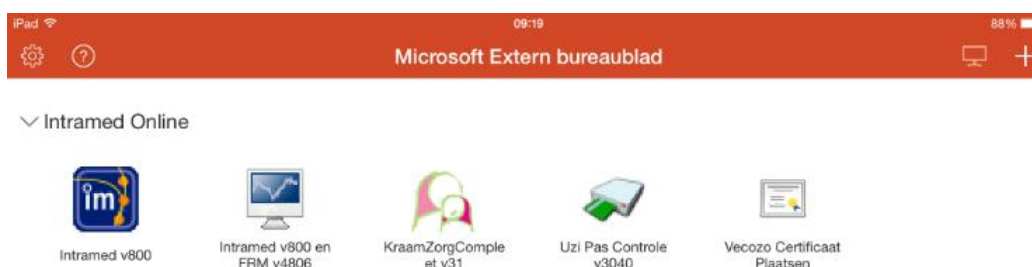 iPad 09:19 88%
Microsoft Extern bureaublad
Intramed Online
im
Intramed v800
Intramed v800 en
FRM v4806
KraamZorgComple
et v31
Uzi Pas Controle
v3040
Vecozo Certificaat
Plaatsen